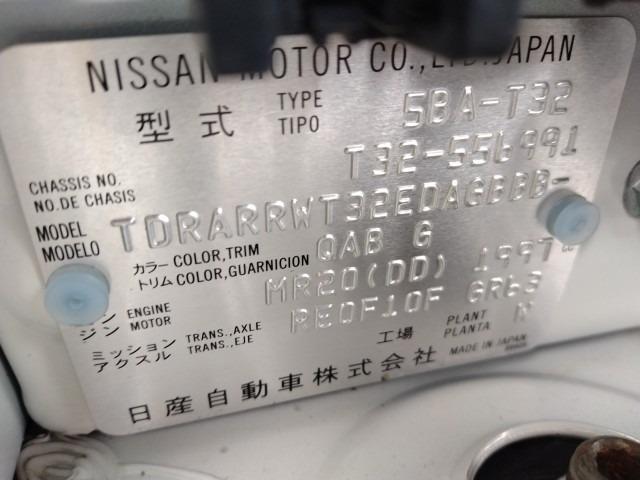 NISSAN MOTOR CO., LTD. JAPAN
型式 TYPE TIPO 5BA-T32
CHASSIS NO. NO. DE CHASIS T32-556991
MODEL MODELO TDRARRWT32EDAGBBB-
カラー COLOR, TRIM トリム COLOR, GUARNICION QAB G
ENGINE ジン MOTOR MR20(DD) 1997
ミッション TRANS., AXLE アクスル TRANS., EJE RE0F10F GR63
工場 PLANT PLANTA N
日産自動車株式会社 MADE IN JAPAN